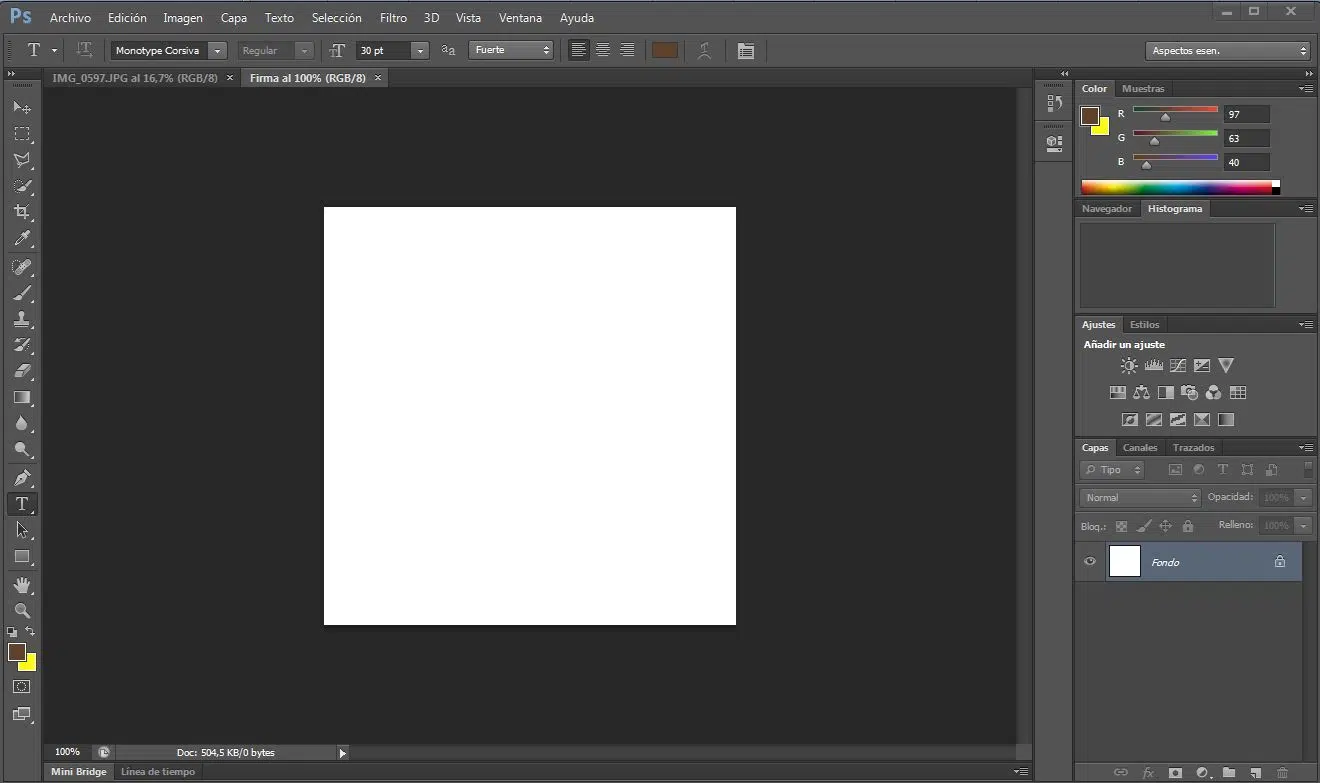 Ps Archivo Edición Imagen Capa Texto Selección Filtro 3D Vista Ventana Ayuda
T Monotype Corsiva Regular 30 pt aa Fuerte Aspectos esen.
IMG_0597.JPG al 16,7% (RGB/8) × Firma al 100% (RGB/8) ×
Color Muestras
R 97
G 63
B 40
Navegador Histograma
Ajustes Estilos
Añadir un ajuste
Capas Canales Trazados
Tipo T
Normal Opacidad: 100%
Bloq.: Relleno: 100%
Fondo
T
100% Doc: 504,5 KB/0 bytes
Mini Bridge Línea de tiempo fx